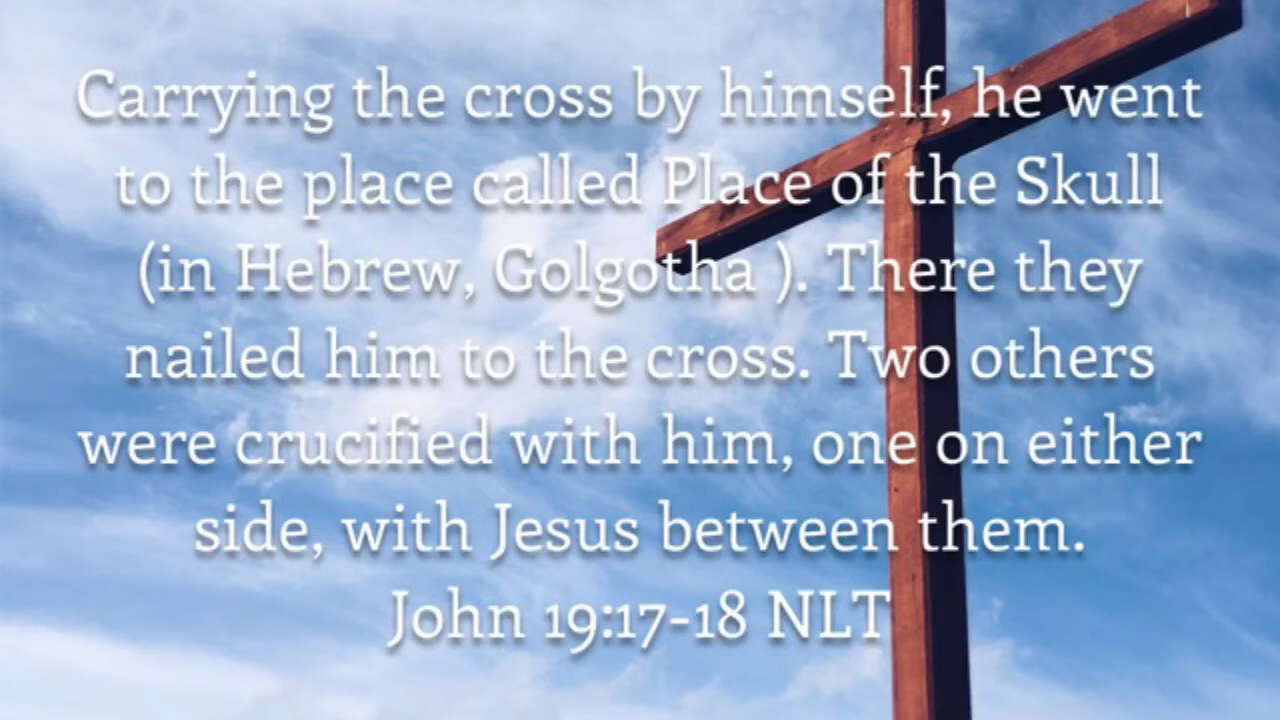 Carrying the cross by himself, he went
to the place called Place of the Skull
(in Hebrew, Golgotha ). There they
nailed him to the cross. Two others
were crucified with him, one on either
side, with Jesus between them.
John 19:17-18 NLT